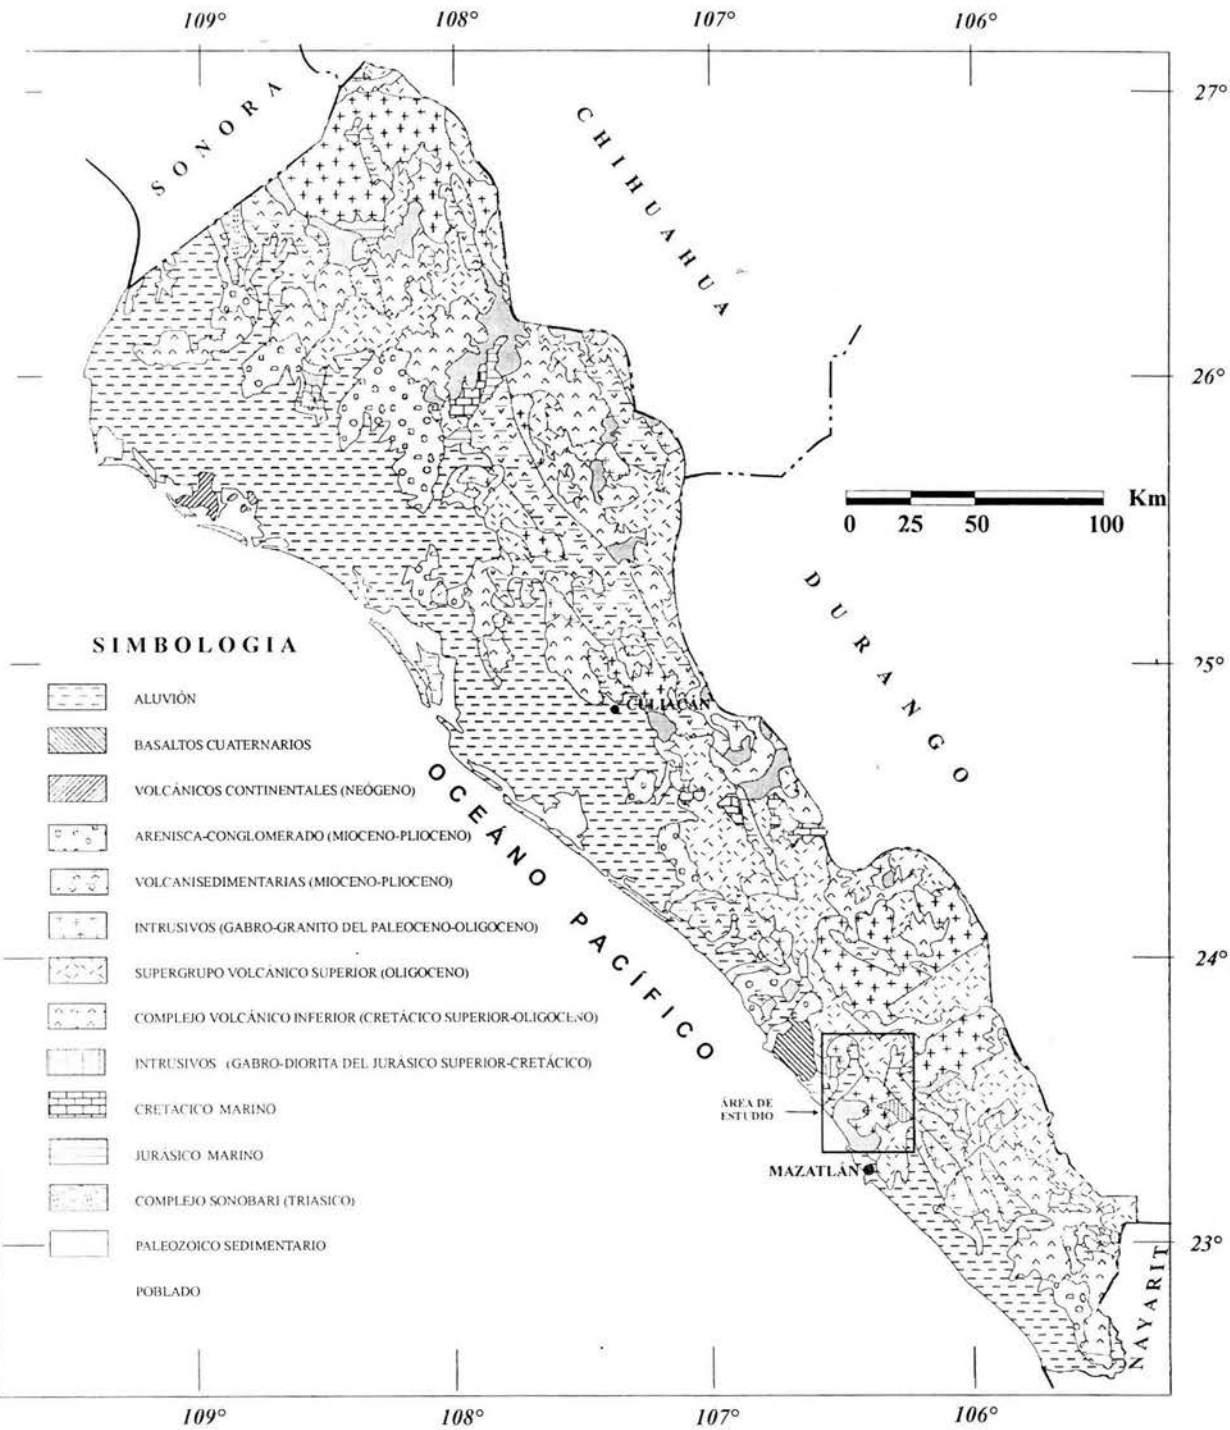 109° 108° 107° 106°
27°
SONORA
CHIHUAHUÁ
26°
Km
0 25 50 100
DURANGO
SIMBOLOGIA
25°
ALUVIÓN
CULIACÁN
BASALTOS CUATERNARIOS
VOLCÁNICOS CONTINENTALES (NEÓGENO)
OCEÁNO PACÍFICO
ARENISCA-CONGLOMERADO (MIOCENO-PLIOCENO)
VOLCANISEDIMENTARIAS (MIOCENO-PLIOCENO)
INTRUSIVOS (GABRO-GRANITO DEL PALEOCENO-OLIGOCENO)
24°
SUPERGRUPO VOLCÁNICO SUPERIOR (OLIGOCENO)
COMPLEJO VOLCÁNICO INFERIOR (CRETÁCICO SUPERIOR-OLIGOCENO)
INTRUSIVOS (GABRO-DIORITA DEL JURÁSICO SUPERIOR-CRETÁCICO)
CRETACICO MARINO
ÁREA DE
ESTUDIO
JURÁSICO MARINO
MAZATLÁN
COMPLEJO SONOBARI (TRIASICO)
PALEOZOICO SEDIMENTARIO
23°
POBLADO
NAYARIT
109° 108° 107° 106°